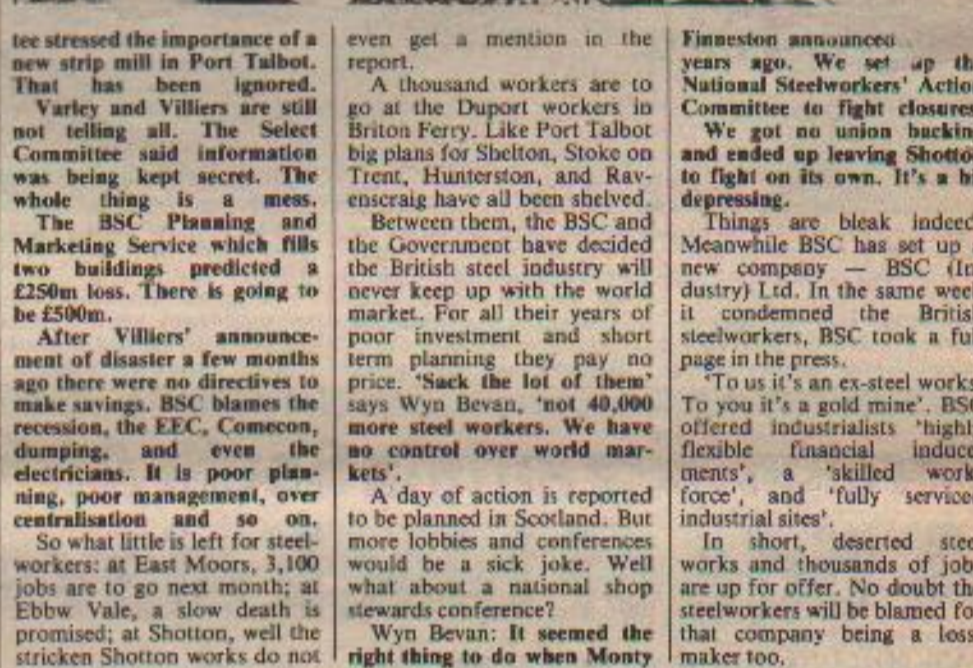 tee stressed the importance of a
new strip mill in Port Talbot.
That has been ignored.
Varley and Villiers are still
not telling all. The Select
Committee said information
was being kept secret. The
whole thing is a mess.
The BSC Planning and
Marketing Service which fills
two buildings predicted a
£250m loss. There is going to
be £500m.
After Villiers' announce-
ment of disaster a few months
ago there were no directives to
make savings. BSC blames the
recession, the EEC, Comecon,
dumping, and even the
electricians. It is poor plan-
ning, poor management, over
centralisation and so on.
So what little is left for steel-
workers: at East Moors, 3,100
jobs are to go next month; at
Ebbw Vale, a slow death is
promised; at Shotton, well the
stricken Shotton works do not
even get a mention in the
report.
A thousand workers are to
go at the Duport workers in
Briton Ferry. Like Port Talbot
big plans for Shelton, Stoke on
Trent, Hunterston, and Rav-
enscraig have all been shelved.
Between them, the BSC and
the Government have decided
the British steel industry will
never keep up with the world
market. For all their years of
poor investment and short
term planning they pay no
price. 'Sack the lot of them'
says Wyn Bevan, 'not 40,000
more steel workers. We have
no control over world mar-
kets'.
A day of action is reported
to be planned in Scotland. But
more lobbies and conferences
would be a sick joke. Well
what about a national shop
stewards conference?
Wyn Bevan: It seemed the
right thing to do when Monty
Finneston announced
years ago. We set up th
National Steelworkers' Actio
Committee to fight closure
We got no union backin
and ended up leaving Shotto
to fight on its own. It's a bi
depressing.
Things are bleak indeed
Meanwhile BSC has set up
new company — BSC (In
dustry) Ltd. In the same wee
it condemned the Britis
steelworkers, BSC took a ful
page in the press.
'To us it's an ex-steel works
To you it's a gold mine'. BSC
offered industrialists 'highl
flexible financial induce
ments', a 'skilled work
force', and 'fully service
industrial sites'.
In short, deserted stee
works and thousands of job
are up for offer. No doubt th
steelworkers will be blamed fo
that company being a loss
maker too.